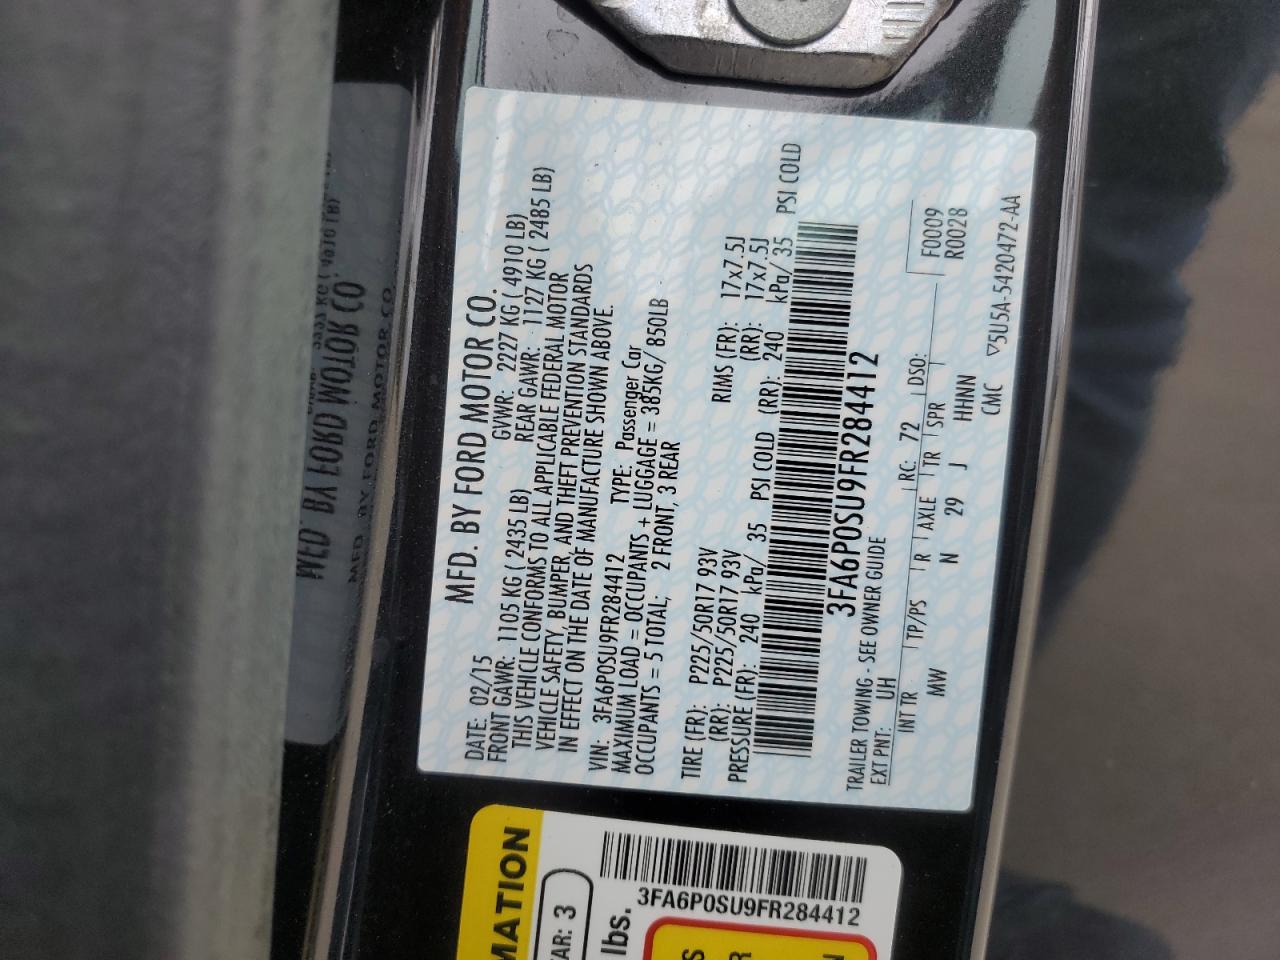 MFD. BY FORD MOTOR CO.
DATE: 02/15 GVWR: 2227 KG ( 4910 LB)
FRONT GAWR: 1105 KG ( 2435 LB) REAR GAWR: 1127 KG ( 2485 LB)
THIS VEHICLE CONFORMS TO ALL APPLICABLE FEDERAL MOTOR
VEHICLE SAFETY, BUMPER, AND THEFT PREVENTION STANDARDS
IN EFFECT ON THE DATE OF MANUFACTURE SHOWN ABOVE.
VIN: 3FA6P0SU9FR284412 TYPE: Passenger Car
MAXIMUM LOAD = OCCUPANTS + LUGGAGE = 385KG/ 850LB
OCCUPANTS = 5 TOTAL, 2 FRONT, 3 REAR
TIRE (FR): P225/50R17 93V RIMS (FR): 17x7.5J
(RR): P225/50R17 93V (RR): 17x7.5J
PRESSURE (FR): 240 kPa/ 35 PSI COLD (RR): 240 kPa/ 35 PSI COLD
3FA6P0SU9FR284412
TRAILER TOWING - SEE OWNER GUIDE
EXT PNT: UH RC: 72 DSO: F0009
R0028
INT TR TP/PS R AXLE TR SPR
MW N 29 J HHNN
CMC ▽5U5A-5420472-AA
MATION
AR: 3
lbs.
3FA6P0SU9FR284412